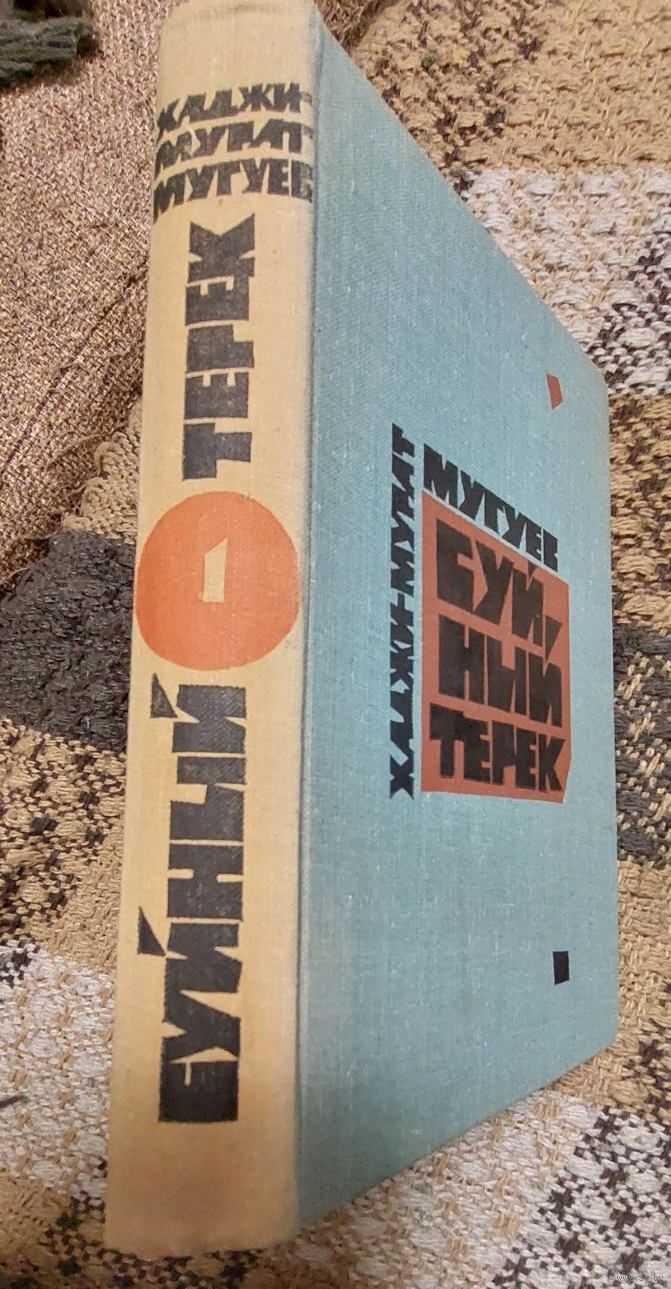 ХАДЖИ-
МУРАТ
МУГУЕВ
БУЙНЫЙ 1 ТЕРЕК
ХАДЖИ-МУРАТ
МУГУЕВ
БУЙ-
НЫЙ
ТЕРЕК